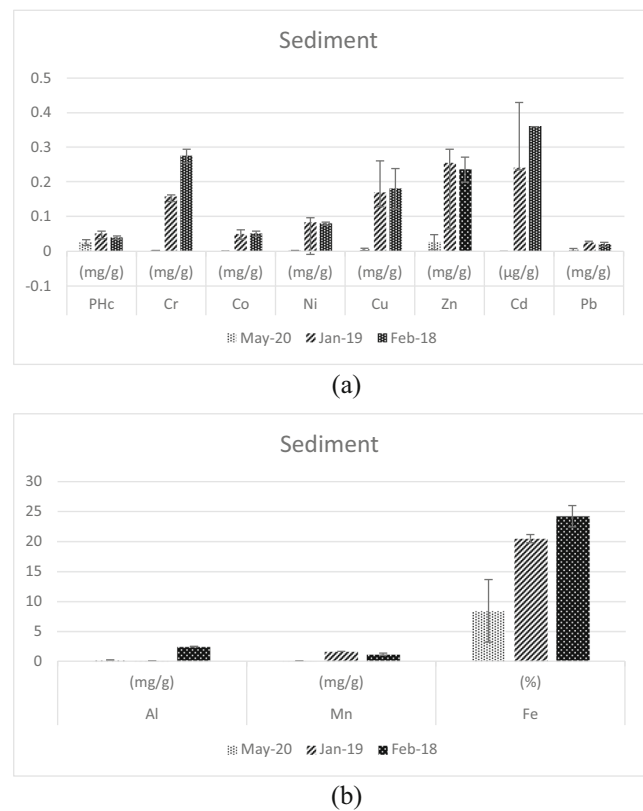 Sediment
0.5
0.4
0.3
0.2
0.1
0
-0.1
(mg/g) (mg/g) (mg/g) (mg/g) (mg/g) (mg/g) (µg/g) (mg/g)
PHc Cr Co Ni Cu Zn Cd Pb
May-20 Jan-19 Feb-18
(a)
Sediment
30
25
20
15
10
5
0
(mg/g) (mg/g) (%)
Al Mn Fe
May-20 Jan-19 Feb-18
(b)